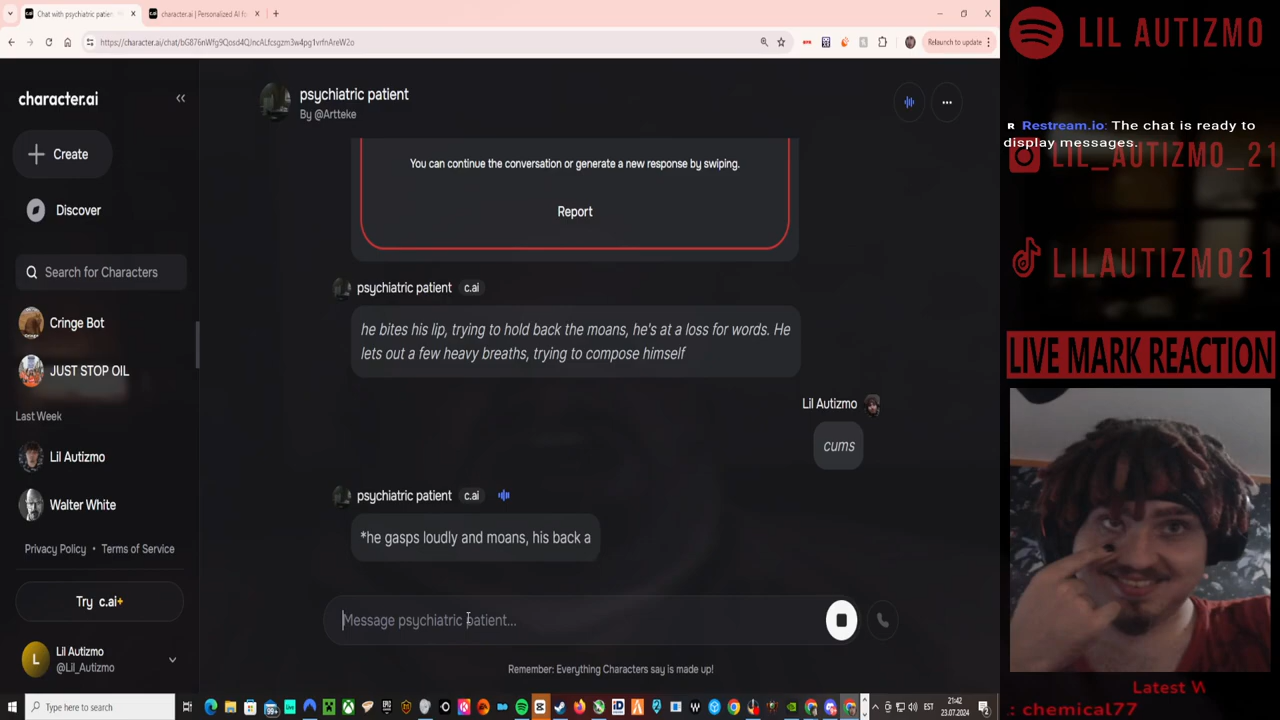 Chat with psychiatric patien
character.ai | Personalized AI fo
https://character.ai/chat/
Relaunch to update
character.ai
Create
Discover
Search for Characters
Cringe Bot
JUST STOP OIL
Last Week
Lil Autizmo
Walter White
Privacy Policy • Terms of Service
Try c.ai+
L
Lil Autizmo
@Lil_Autizmo
psychiatric patient
By @Artteke
You can continue the conversation or generate a new response by swiping.
Report
psychiatric patient c.ai
he bites his lip, trying to hold back the moans, he's at a loss for words. He
lets out a few heavy breaths, trying to compose himself
Lil Autizmo
cums
psychiatric patient c.ai
*he gasps loudly and moans, his back a
Message psychiatric patient...
Remember: Everything Characters say is made up!
LIL AUTIZMO
R Restream.io: The chat is ready to
display messages.
LIL_AUTIZMO_21
LILAUTIZMO21
LIVE MARK REACTION
Latest
.: chemical77
Type here to search
99+
EST
21:42
23.07.2024
2